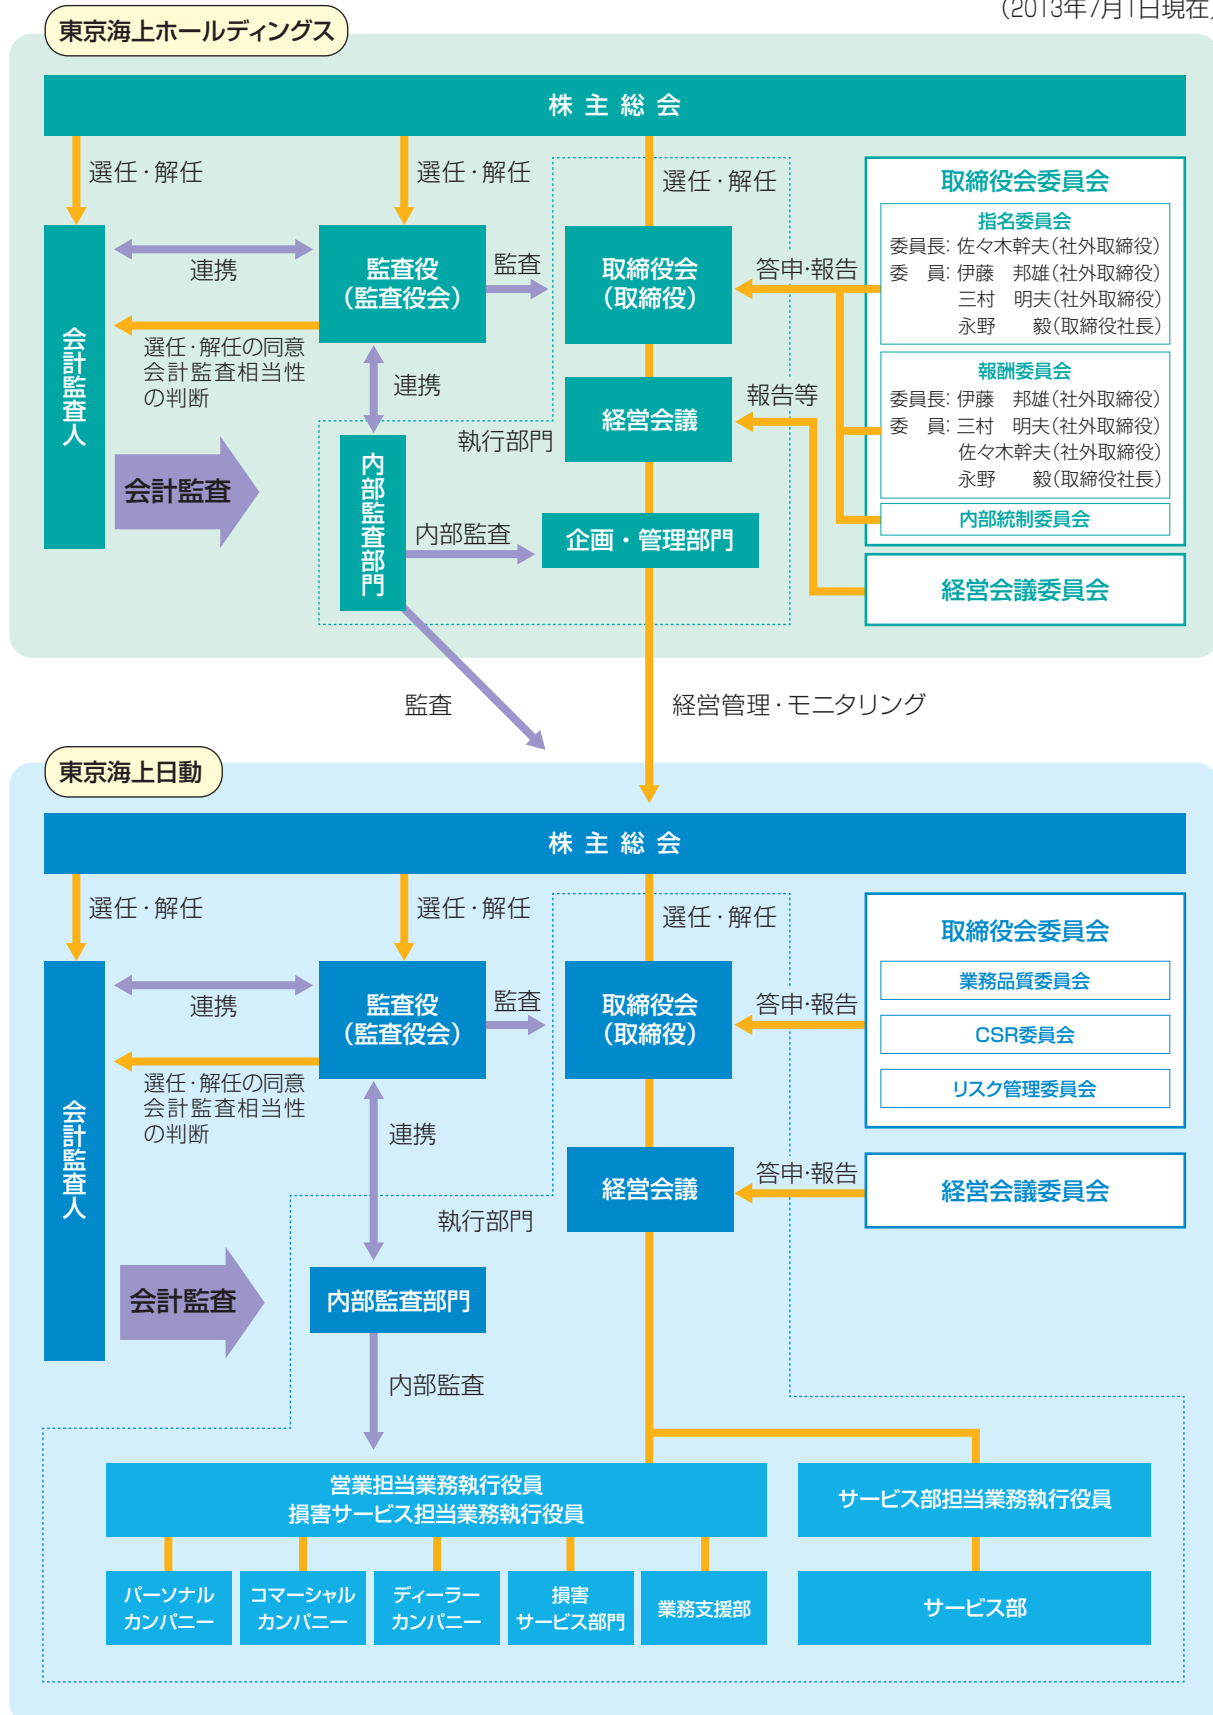 （2013年7月1日現在）
東京海上ホールディングス
株主総会
選任・解任
選任・解任
選任・解任
会計監査人
連携
監査役
（監査役会）
監査
取締役会
（取締役）
答申・報告
取締役会委員会
指名委員会
委員長：佐々木幹夫（社外取締役）
委　員：伊藤　邦雄（社外取締役）
三村　明夫（社外取締役）
永野　　毅（取締役社長）
選任・解任の同意
会計監査相当性
の判断
連携
報酬委員会
委員長：伊藤　邦雄（社外取締役）
委　員：三村　明夫（社外取締役）
佐々木幹夫（社外取締役）
永野　　毅（取締役社長）
報告等
経営会議
執行部門
会計監査
内部監査部門
内部監査
企画・管理部門
内部統制委員会
経営会議委員会
監査
経営管理・モニタリング
東京海上日動
株主総会
選任・解任
選任・解任
選任・解任
会計監査人
連携
監査役
（監査役会）
監査
取締役会
（取締役）
答申・報告
取締役会委員会
業務品質委員会
CSR委員会
リスク管理委員会
選任・解任の同意
会計監査相当性
の判断
連携
経営会議
答申・報告
経営会議委員会
執行部門
会計監査
内部監査部門
内部監査
営業担当業務執行役員
損害サービス担当業務執行役員
サービス部担当業務執行役員
パーソナル
カンパニー
コマーシャル
カンパニー
ディーラー
カンパニー
損害
サービス部門
業務支援部
サービス部